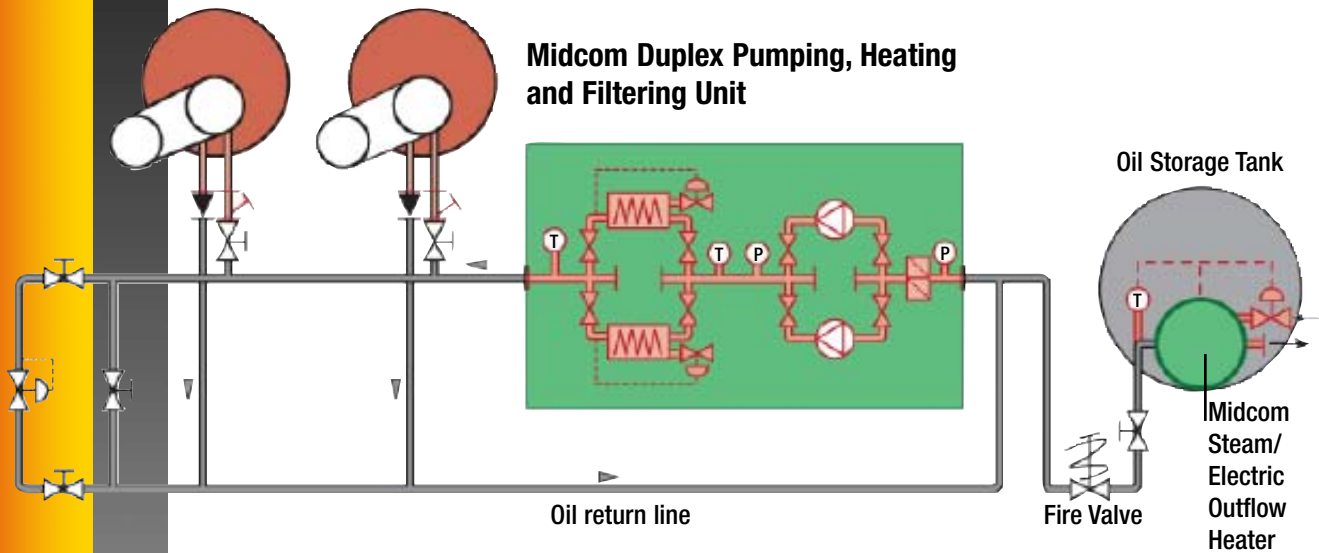 Midcom Duplex Pumping, Heating
and Filtering Unit
Oil Storage Tank
T
T
P
P
T
Midcom
Steam/
Electric
Outflow
Heater
Oil return line
Fire Valve